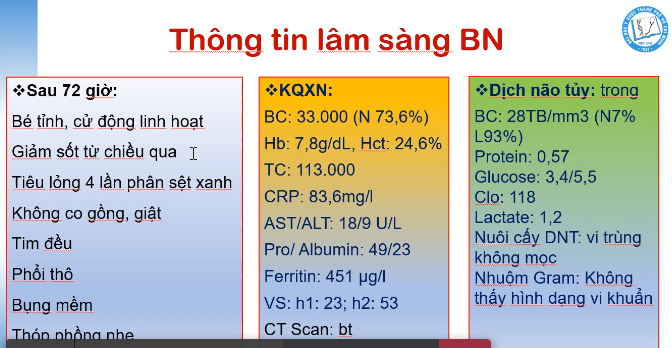 Thông tin lâm sàng BN
❖Sau 72 giờ:
Bé tỉnh, cử động linh hoạt
Giảm sốt từ chiều qua
Tiêu lỏng 4 lần phân sệt xanh
Không co gồng, giật
Tim đều
Phổi thô
Bụng mềm
Thóp phồng nhẹ
❖KQXN:
BC: 33.000 (N 73,6%)
Hb: 7,8g/dL, Hct: 24,6%
TC: 113.000
CRP: 83,6mg/l
AST/ALT: 18/9 U/L
Pro/ Albumin: 49/23
Ferritin: 451 µg/l
VS: h1: 23; h2: 53
CT Scan: bt
❖Dịch não tủy: trong
BC: 28TB/mm3 (N7%
L93%)
Protein: 0,57
Glucose: 3,4/5,5
Clo: 118
Lactate: 1,2
Nuôi cấy DNT: vi trùng
không mọc
Nhuộm Gram: Không
thấy hình dạng vi khuẩn